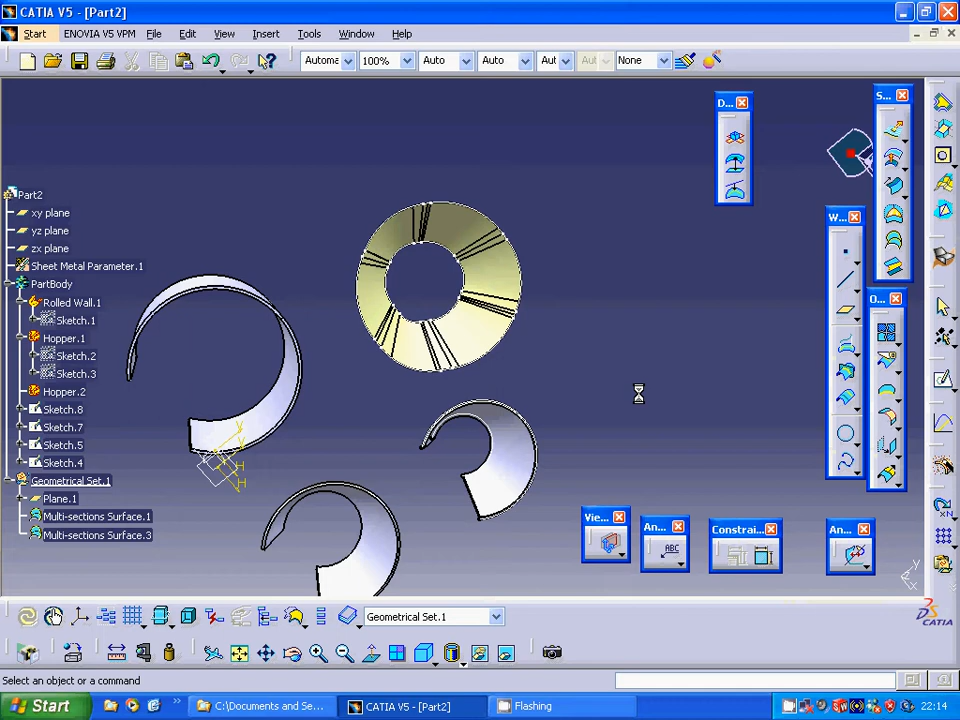 CATIA V5 - [Part2]
Start ENOVIA V5 VPM File Edit View Insert Tools Window Help
Automa 100% Auto Auto Aut Aut None
D...
S...
W...
O...
Part2
xy plane
yz plane
zx plane
Sheet Metal Parameter.1
PartBody
Rolled Wall.1
Sketch.1
Hopper.1
Sketch.2
Sketch.3
Hopper.2
Sketch.8
Sketch.7
Sketch.5
Sketch.4
Geometrical Set.1
Plane.1
Multi-sections Surface.1
Multi-sections Surface.3
V
V
H
H
Vie... An... Constrai... An...
ABC
y
z
x
DS
CATIA
Geometrical Set.1
Select an object or a command
Start C:\Documents and Se... CATIA V5 - [Part2] Flashing 22:14